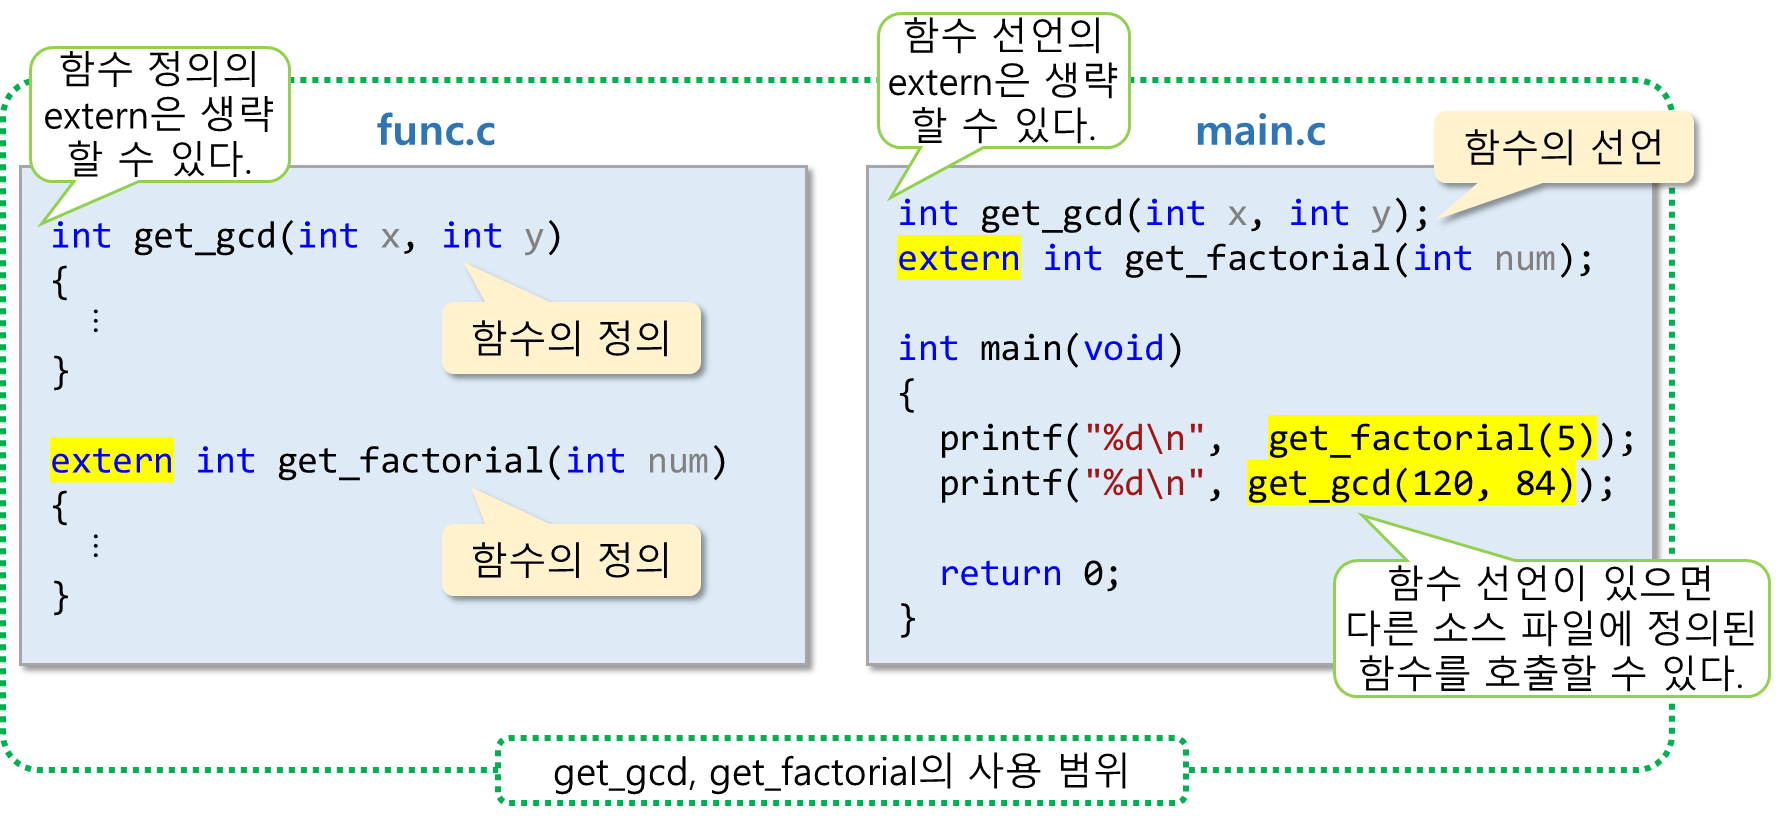 함수 정의의
extern은 생략
할 수 있다.
func.c
int get_gcd(int x, int y)
{
⋮
}
함수의 정의
extern int get_factorial(int num)
{
⋮
}
함수의 정의
함수 선언의
extern은 생략
할 수 있다.
main.c
함수의 선언
int get_gcd(int x, int y);
extern int get_factorial(int num);
int main(void)
{
printf("%d\n", get_factorial(5));
printf("%d\n", get_gcd(120, 84));
return 0;
}
함수 선언이 있으면
다른 소스 파일에 정의된
함수를 호출할 수 있다.
get_gcd, get_factorial의 사용 범위